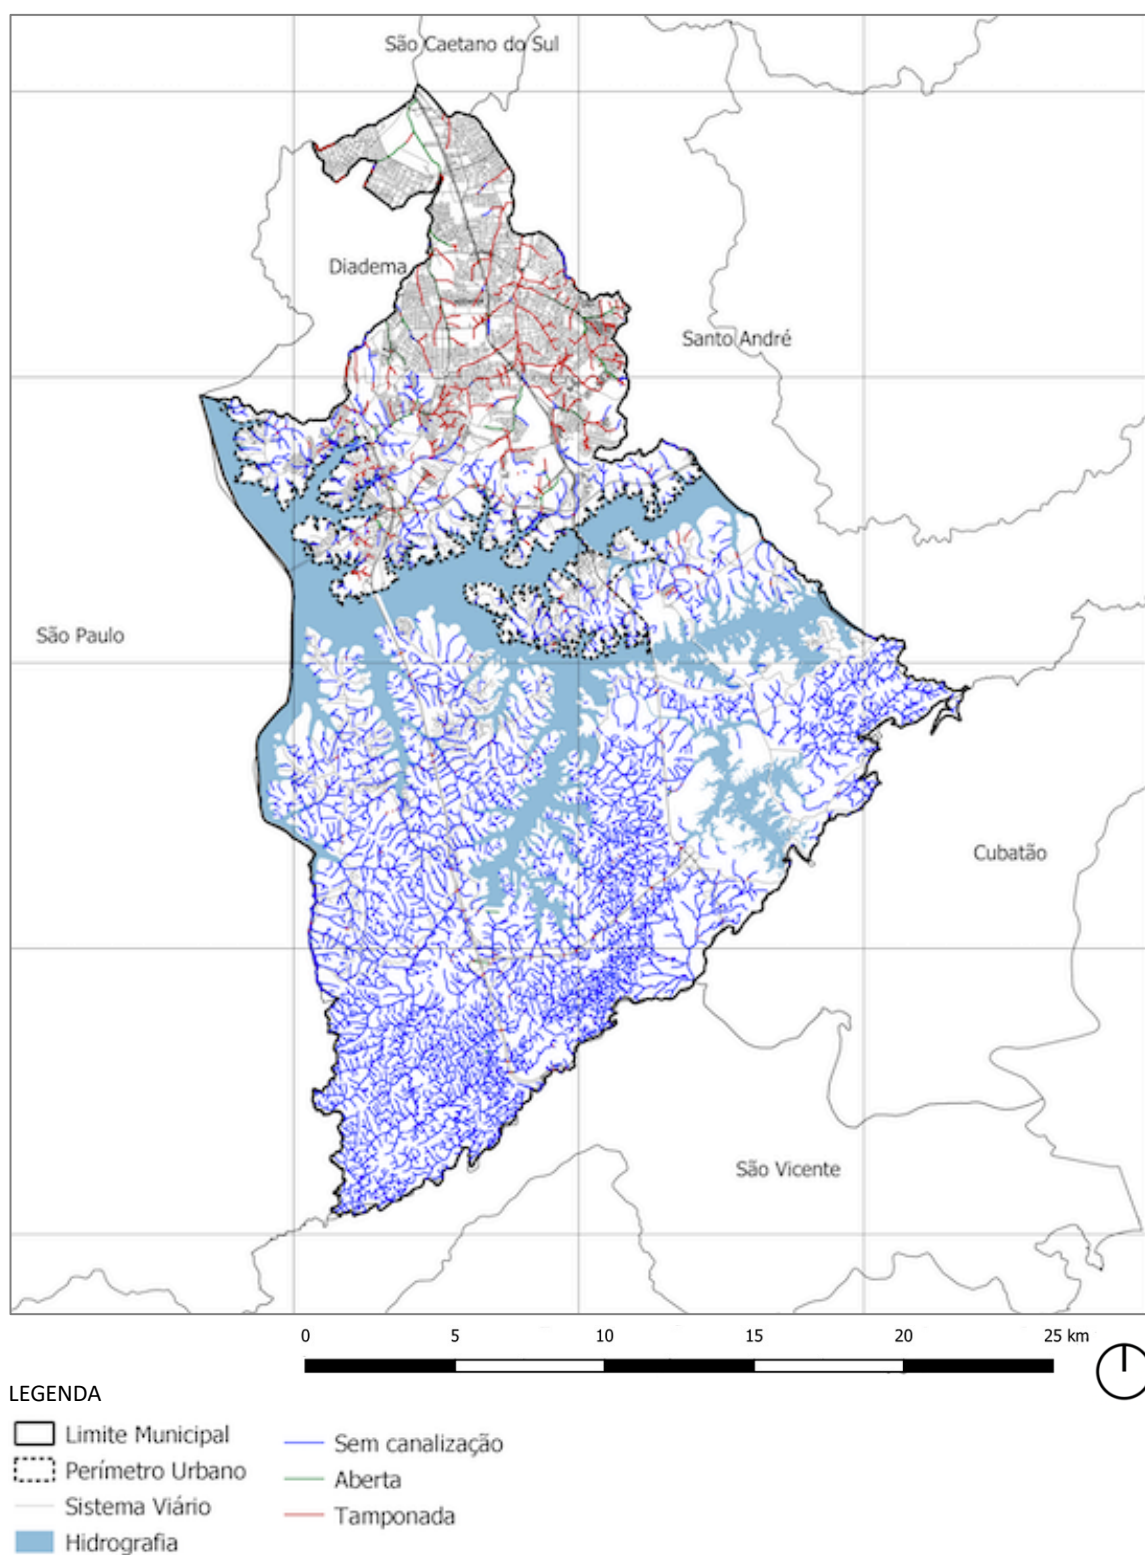 São Caetano do Sul
Diadema
Santo André
São Paulo
Cubatão
São Vicente
0 5 10 15 20 25 km
LEGENDA
Limite Municipal
Perímetro Urbano
Sistema Viário
Hidrografia
Sem canalização
Aberta
Tamponada